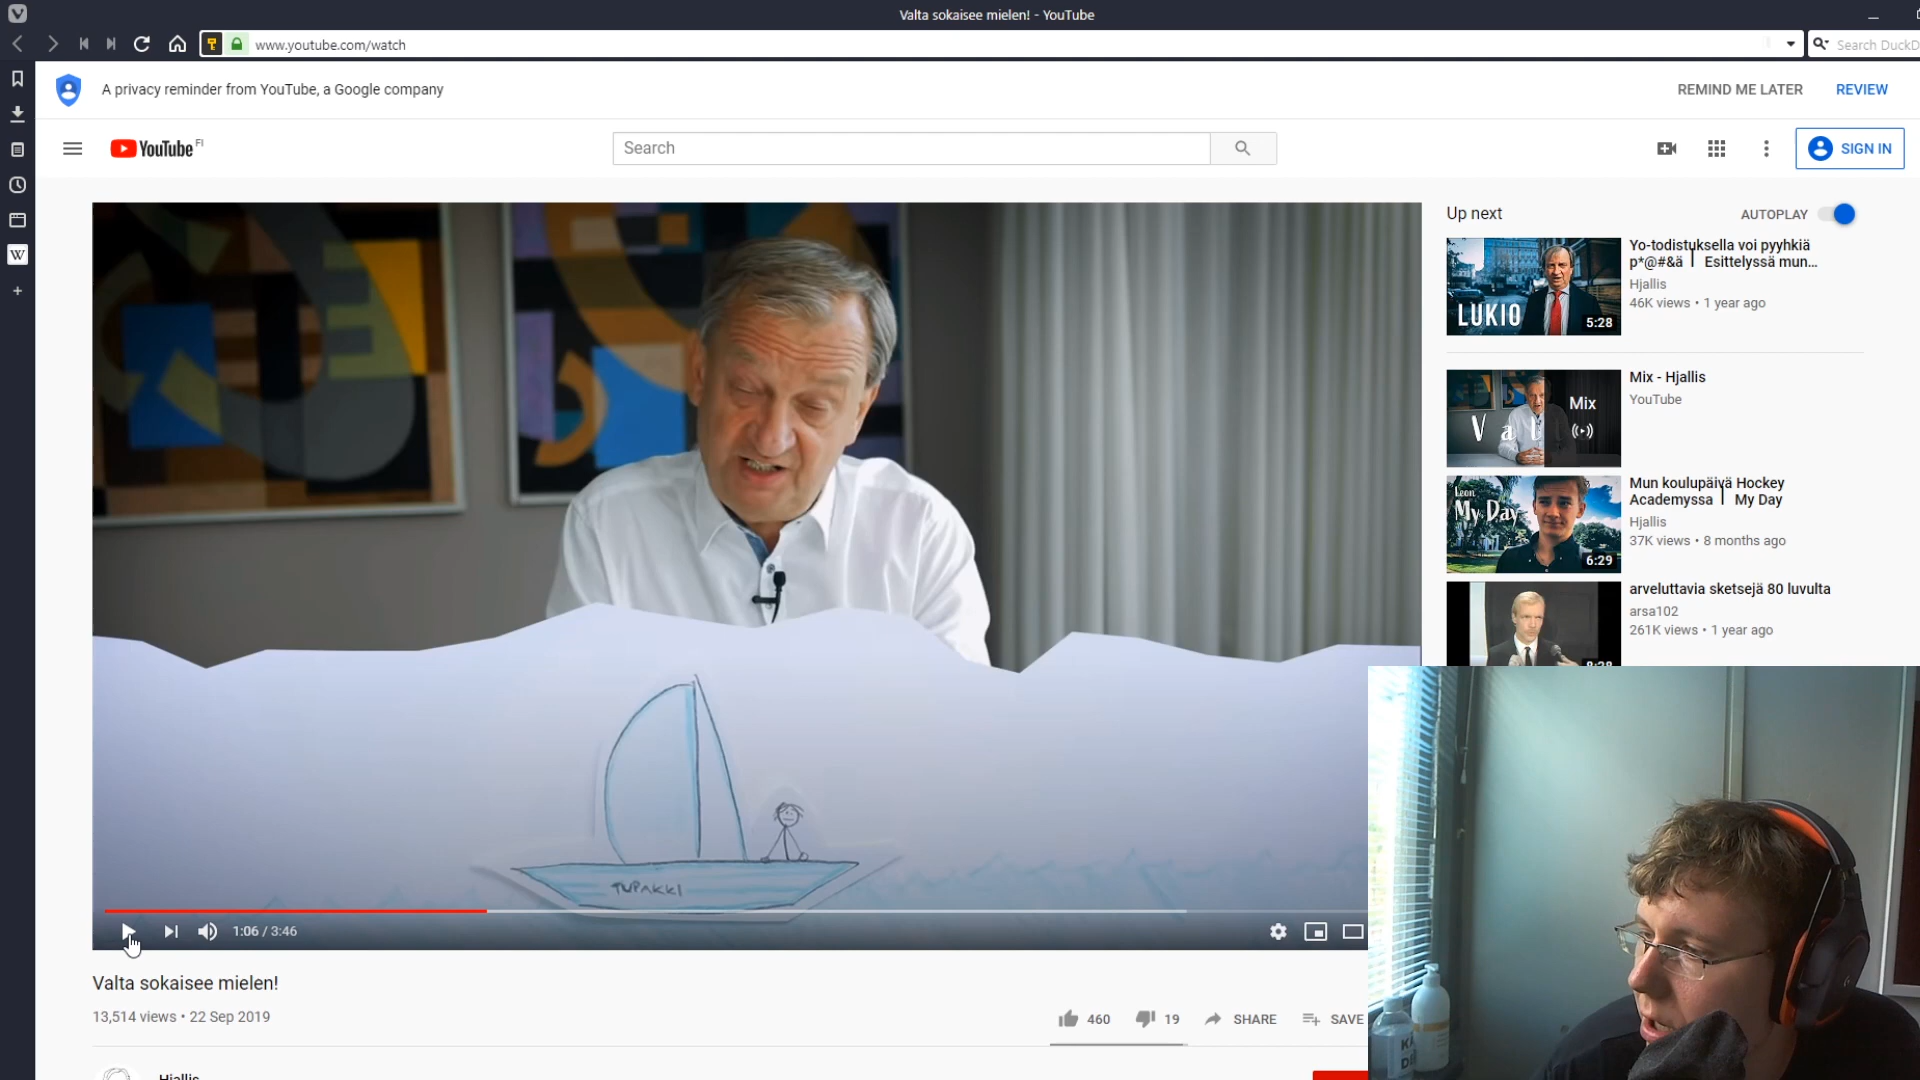 Valta sokaisee mielen! - YouTube
www.youtube.com/watch
Search DuckD
A privacy reminder from YouTube, a Google company
REMIND ME LATER
REVIEW
YouTube FI
Search
SIGN IN
Up next
AUTOPLAY
LUKIO
5:28
Yo-todistuksella voi pyyhkiä
p*@#&ä | Esittelyssä mun...
Hjallis
46K views • 1 year ago
V a l
Mix
Mix - Hjallis
YouTube
Leon
My Day
6:29
Mun koulupäivä Hockey
Academyssa | My Day
Hjallis
37K views • 8 months ago
8:28
arveluttavia sketsejä 80 luvulta
arsa102
261K views • 1 year ago
TUPAKKI
1:06 / 3:46
Valta sokaisee mielen!
13,514 views • 22 Sep 2019
460
19
SHARE
SAVE
Hjallis